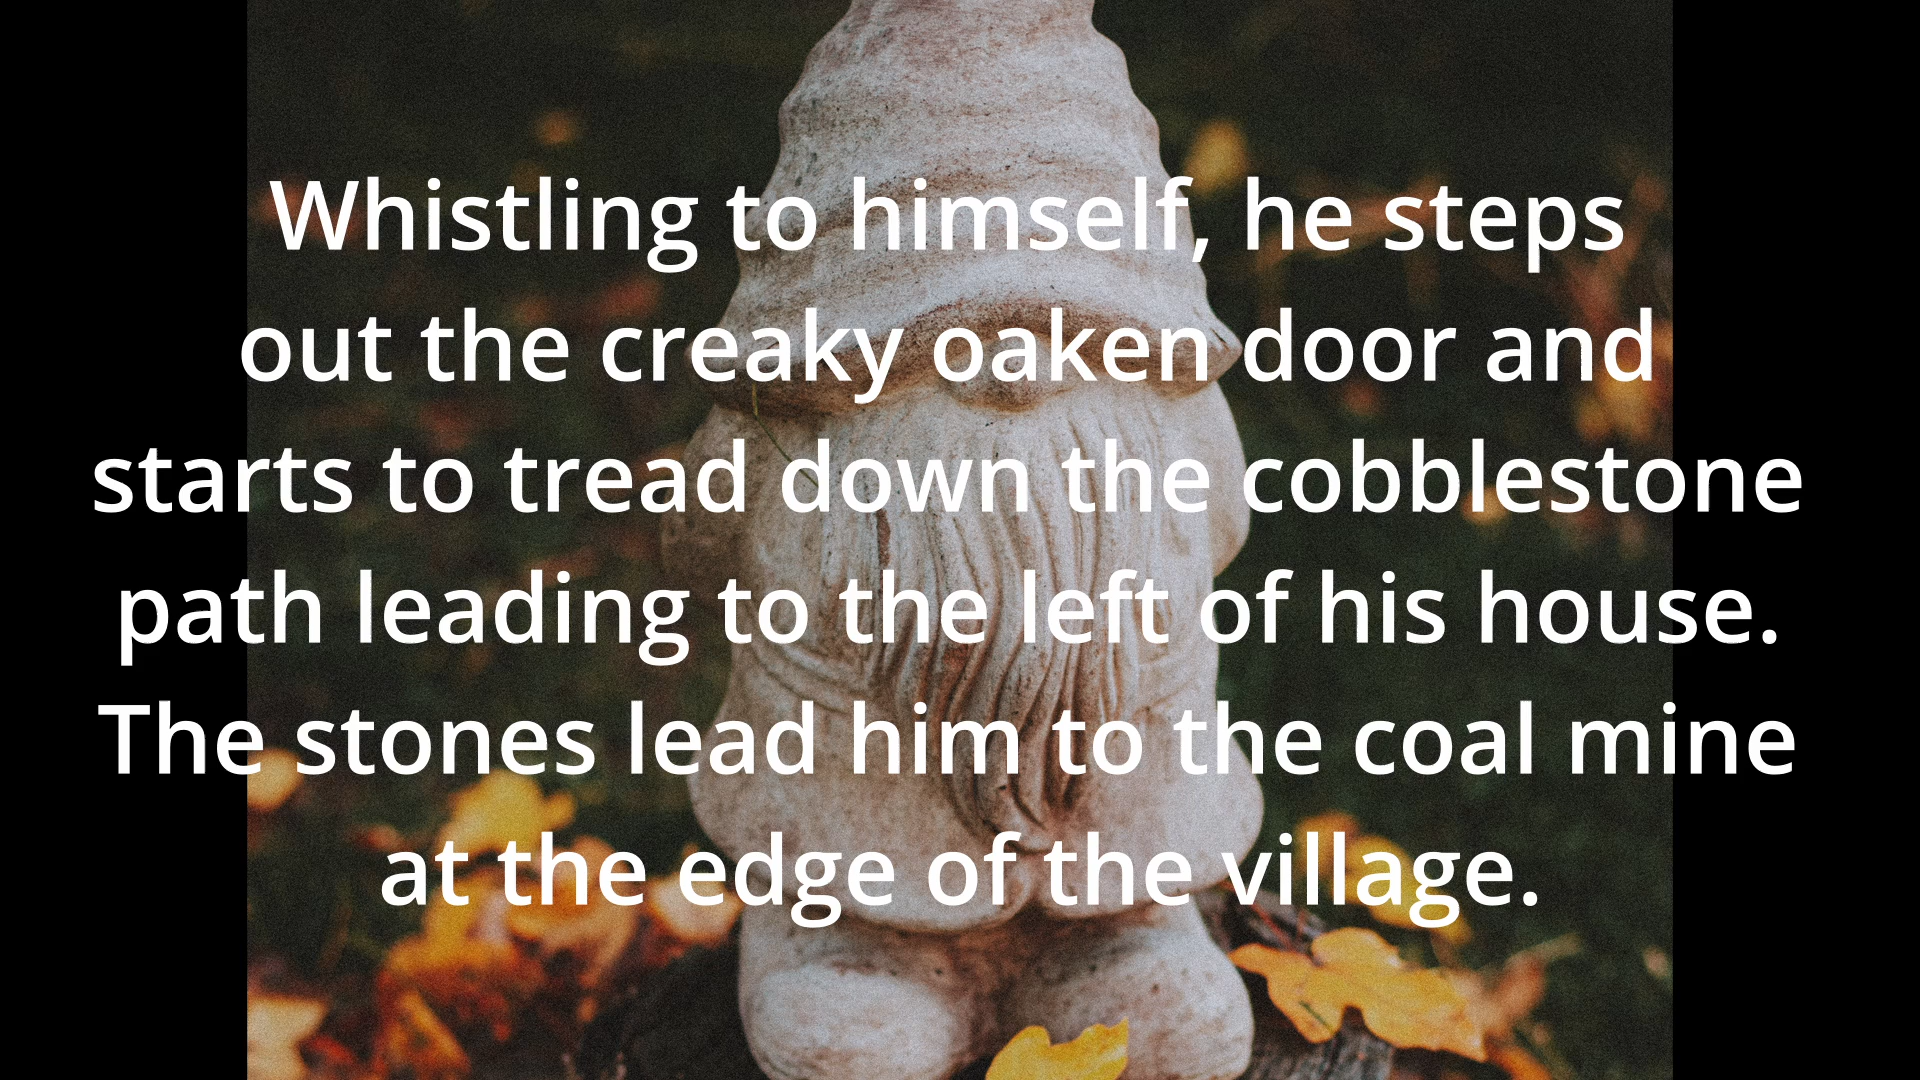 Whistling to himself, he steps
out the creaky oaken door and
starts to tread down the cobblestone
path leading to the left of his house.
The stones lead him to the coal mine
at the edge of the village.